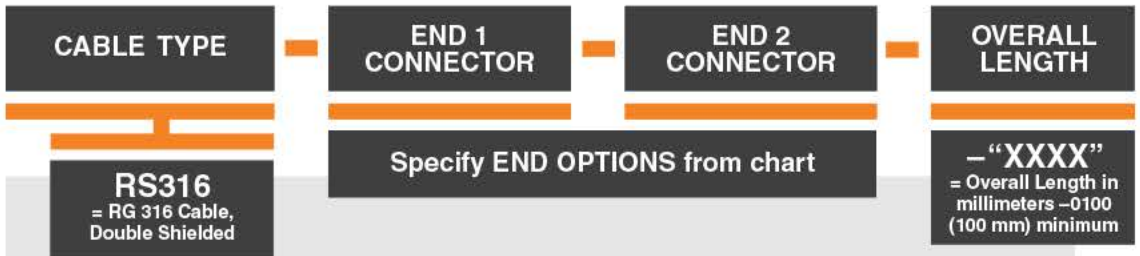 CABLE TYPE
END 1
CONNECTOR
END 2
CONNECTOR
OVERALL
LENGTH
Specify END OPTIONS from chart
RS316
= RG 316 Cable,
Double Shielded
–“XXXX”
= Overall Length in
millimeters –0100
(100 mm) minimum